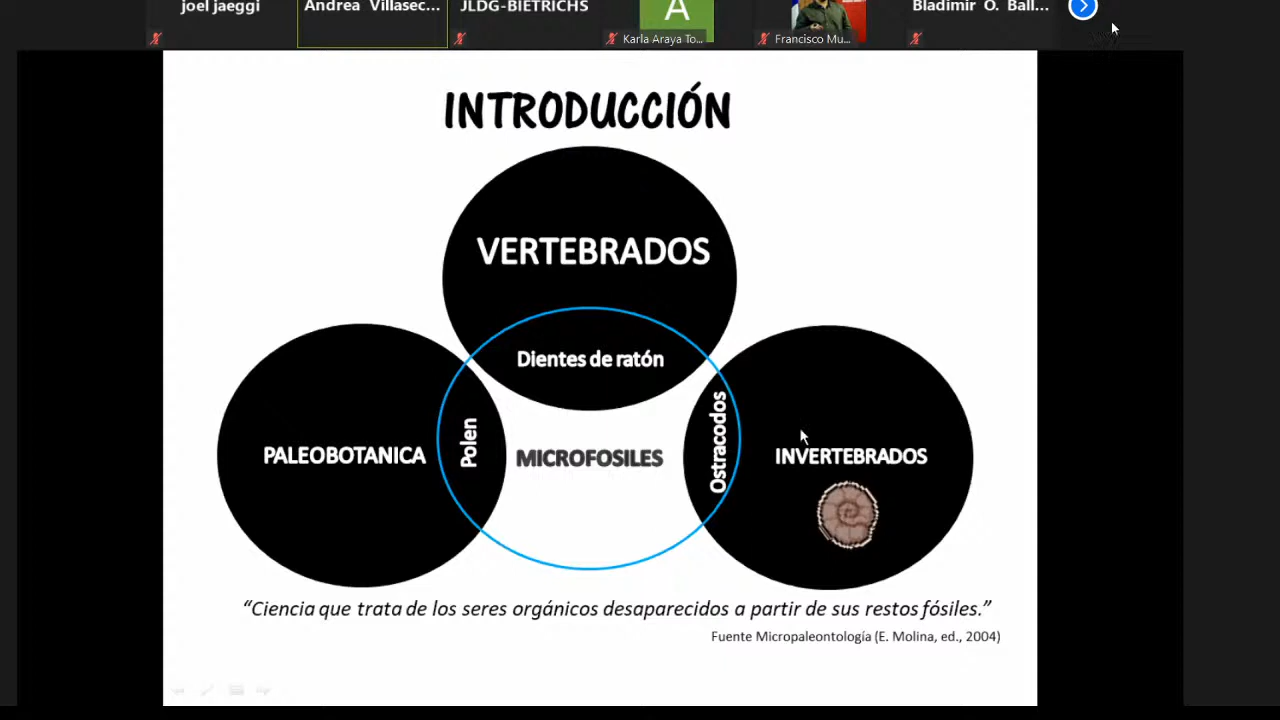 joel jaeggi
Andrea Villasec...
JLDG-BIETRICHS
A
Karla Araya To...
Francisco Mu...
Bladimir O. Ball...
INTRODUCCIÓN
VERTEBRADOS
Dientes de ratón
PALEOBOTANICA
Polen
MICROFOSILES
Ostracodos
INVERTEBRADOS
“Ciencia que trata de los seres orgánicos desaparecidos a partir de sus restos fósiles.”
Fuente Micropaleontología (E. Molina, ed., 2004)